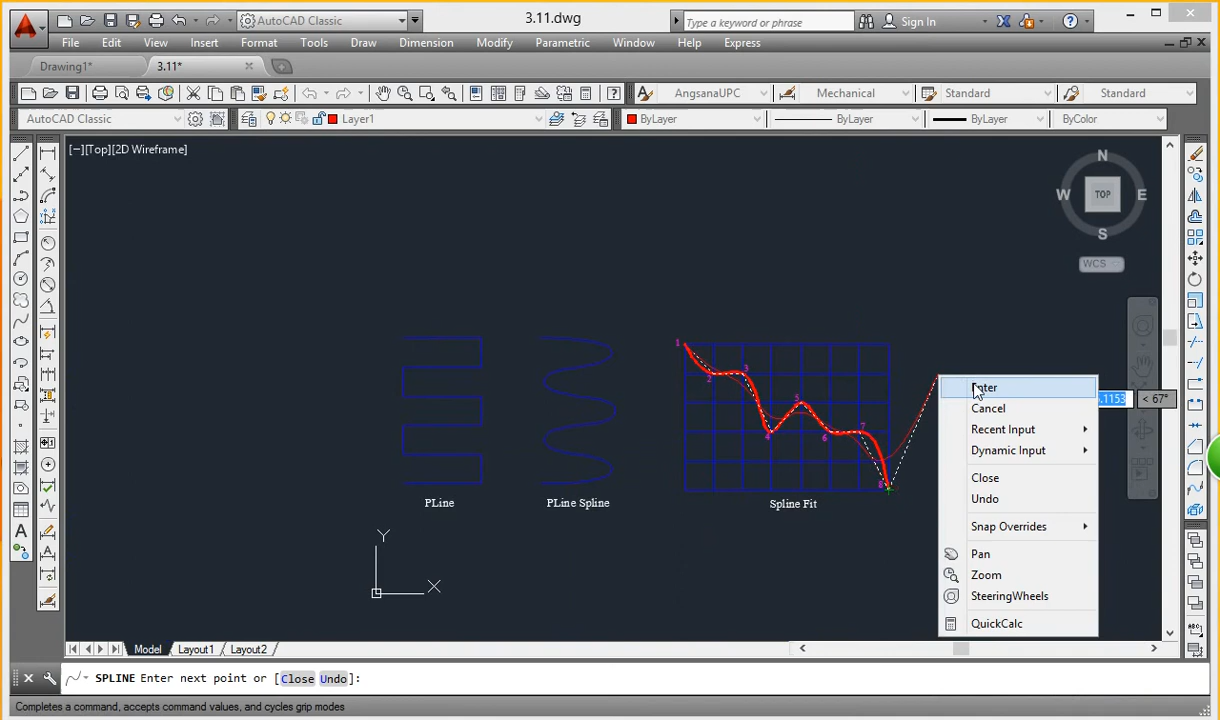 AutoCAD Classic
3.11.dwg
Type a keyword or phrase
Sign In
File Edit View Insert Format Tools Draw Dimension Modify Parametric Window Help Express
Drawing1*
3.11*
AngsanaUPC
Mechanical
Standard
Standard
AutoCAD Classic
Layer1
ByLayer
ByLayer
ByLayer
ByColor
[−][Top][2D Wireframe]
N
W
TOP
E
S
WCS
1
2
3
4
5
6
7
8
PLine
PLine Spline
Spline Fit
Y
X
.1153
< 67°
Enter
Cancel
Recent Input
Dynamic Input
Close
Undo
Snap Overrides
Pan
Zoom
SteeringWheels
QuickCalc
Model
Layout1
Layout2
SPLINE Enter next point or [Close Undo]:
Completes a command, accepts command values, and cycles grip modes